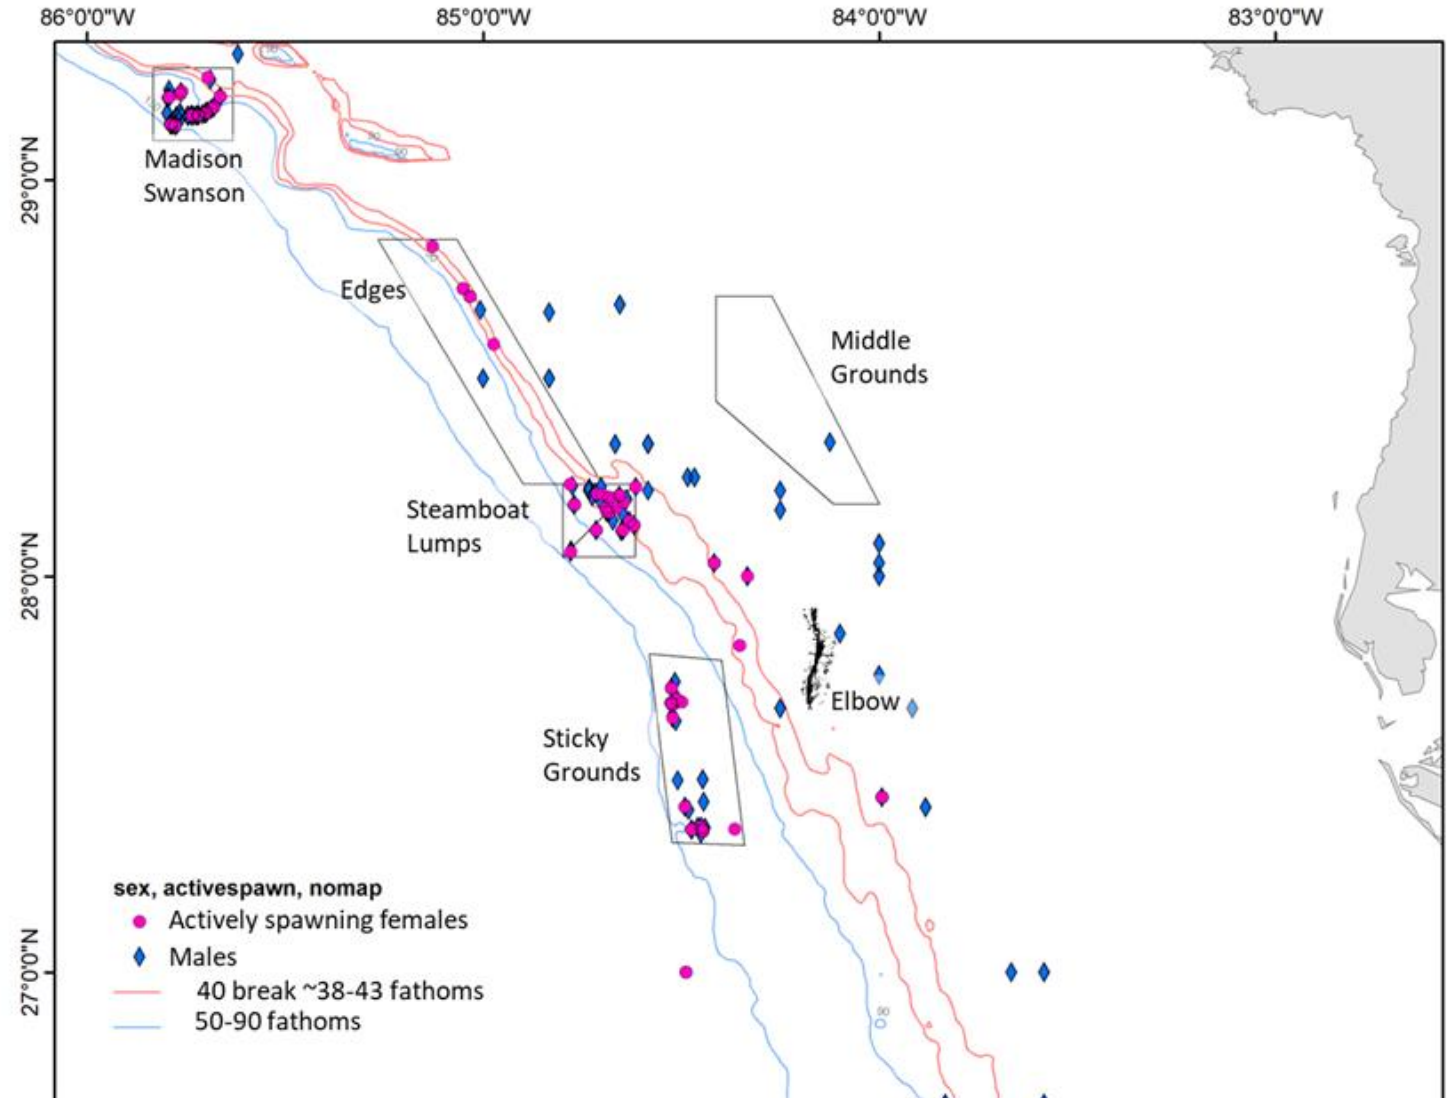 86°0'0"W 85°0'0"W 84°0'0"W 83°0'0"W
29°0'0"N
28°0'0"N
27°0'0"N
Madison
Swanson
Edges
Middle
Grounds
Steamboat
Lumps
Elbow
Sticky
Grounds
90
90
sex, activespawn, nomap
Actively spawning females
Males
40 break ~38-43 fathoms
50-90 fathoms